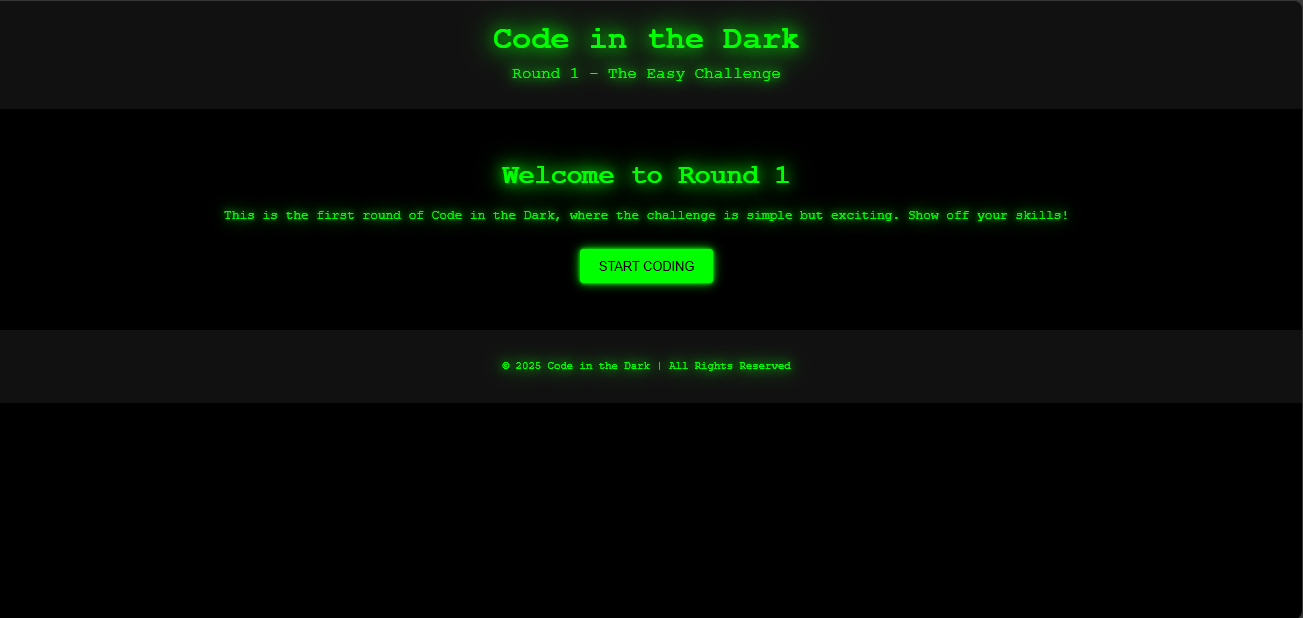 Code in the Dark
Round 1 - The Easy Challenge
Welcome to Round 1
This is the first round of Code in the Dark, where the challenge is simple but exciting. Show off your skills!
START CODING
© 2025 Code in the Dark | All Rights Reserved